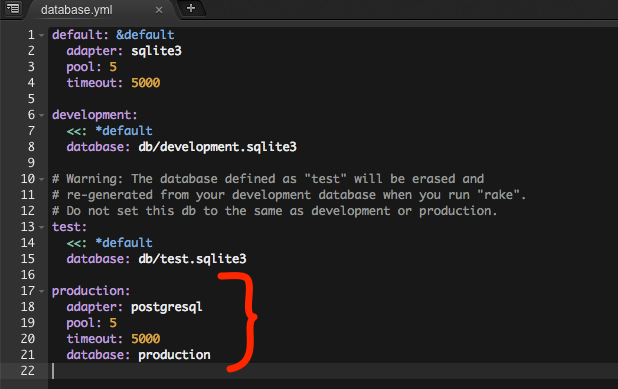 database.yml
1 default: &default
2   adapter: sqlite3
3   pool: 5
4   timeout: 5000
5
6 development:
7   <<: *default
8   database: db/development.sqlite3
9
10 # Warning: The database defined as "test" will be erased and
11 # re-generated from your development database when you run "rake".
12 # Do not set this db to the same as development or production.
13 test:
14   <<: *default
15   database: db/test.sqlite3
16
17 production:
18   adapter: postgresql
19   pool: 5
20   timeout: 5000
21   database: production
22